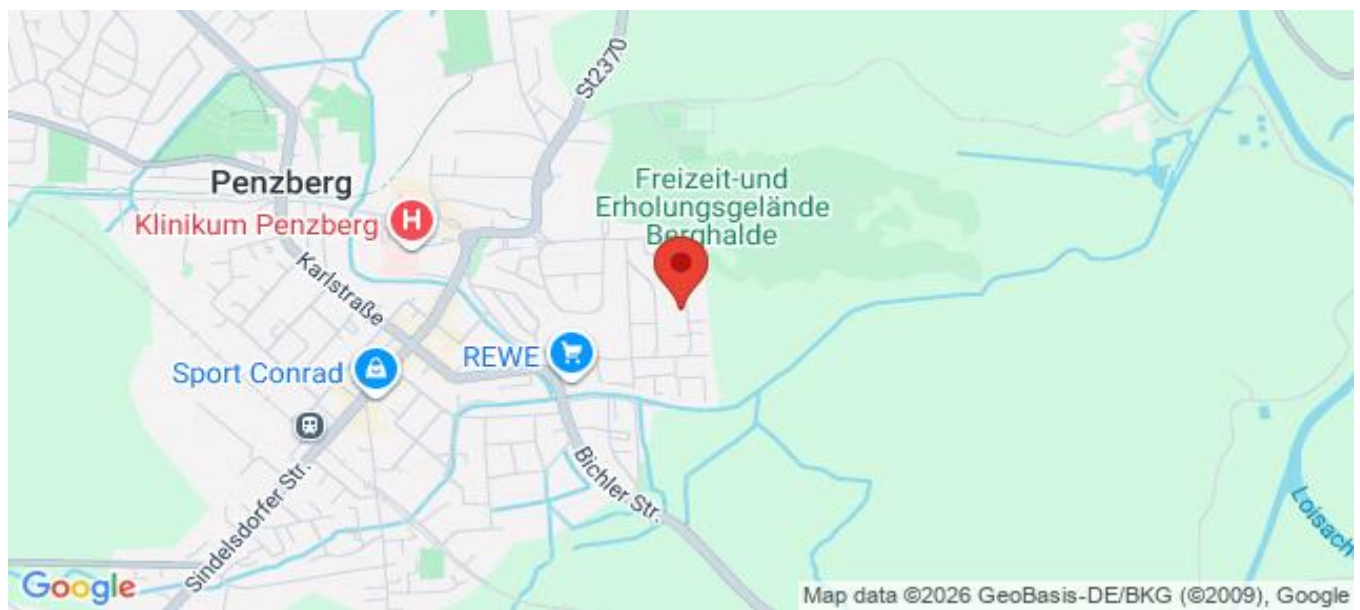 St2370
Penzberg
Klinikum Penzberg
H
Freizeit-und
Erholungsgelände
Berghalde
Karlstraße
REWE
Sport Conrad
Sindelsdorfer Str.
Bichler Str.
Loisach
Google
Map data ©2026 GeoBasis-DE/BKG (©2009), Google